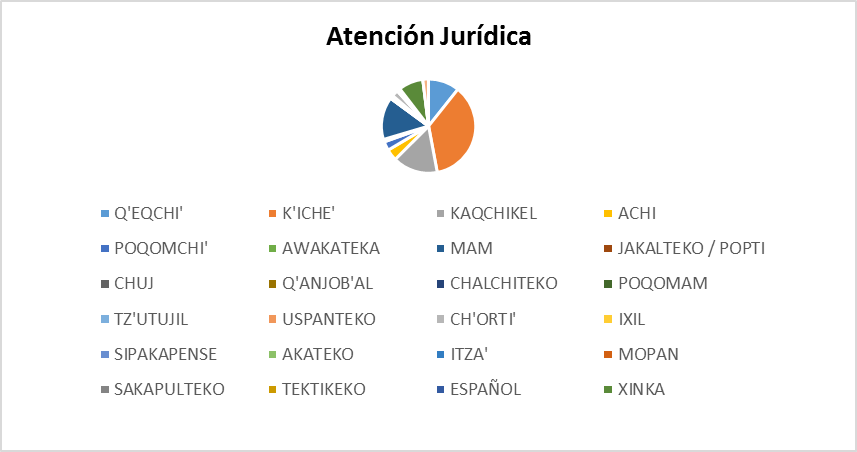 Atención Jurídica
Q'EQCHI' K'ICHE' KAQCHIKEL ACHI
POQOMCHI' AWAKATEKA MAM JAKALTEKO / POPTI
CHUJ Q'ANJOB'AL CHALCHITEKO POQOMAM
TZ'UTUJIL USPANTEKO CH'ORTI' IXIL
SIPAKAPENSE AKATEKO ITZA' MOPAN
SAKAPULTEKO TEKTIKEKO ESPAÑOL XINKA